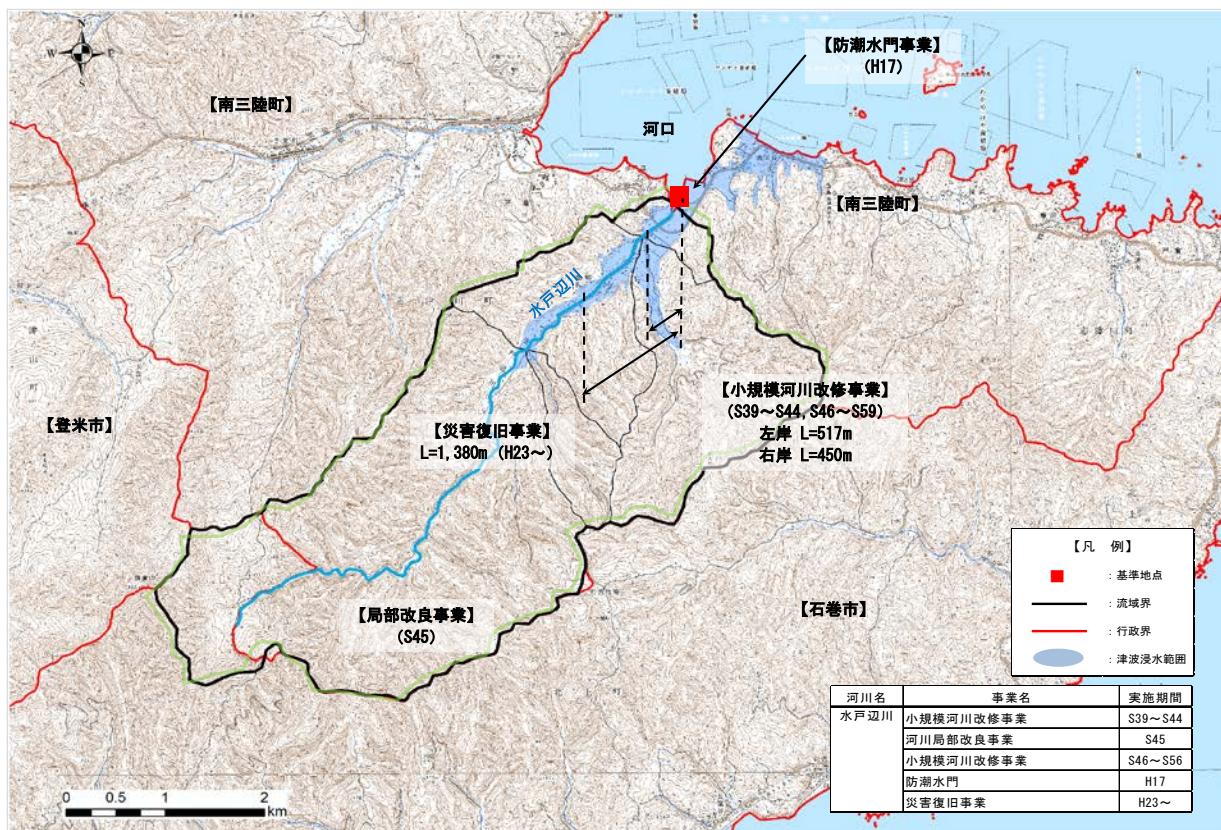 N
W
E
S
【防潮水門事業】
(H17)
【南三陸町】
河口
【南三陸町】
水戸辺川
【登米市】
【災害復旧事業】
L=1,380m (H23～)
【小規模河川改修事業】
(S39～S44,S46～S59)
左岸 L=517m
右岸 L=450m
【局部改良事業】
(S45)
【石巻市】
【凡 例】
：基準地点
：流域界
：行政界
：津波浸水範囲
河川名 事業名 実施期間
水戸辺川 小規模河川改修事業 S39～S44
河川局部改良事業 S45
小規模河川改修事業 S46～S56
防潮水門 H17
災害復旧事業 H23～
0 0.5 1 2
km